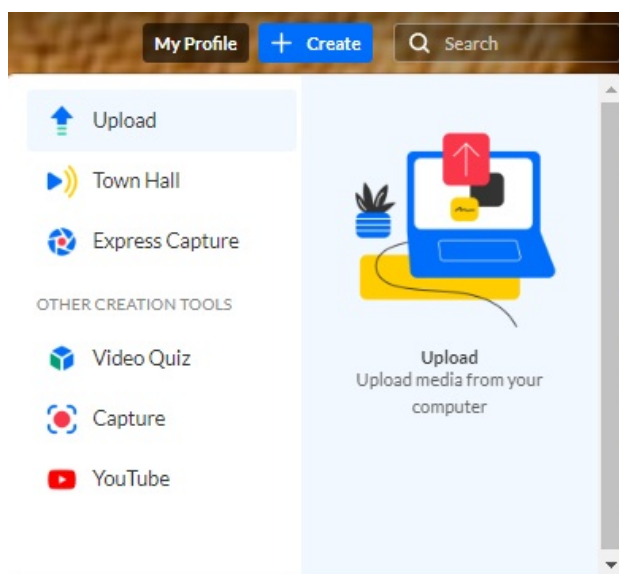 My Profile + Create Search
Upload
Town Hall
Express Capture
OTHER CREATION TOOLS
Video Quiz
Capture
YouTube
Upload
Upload media from your
computer